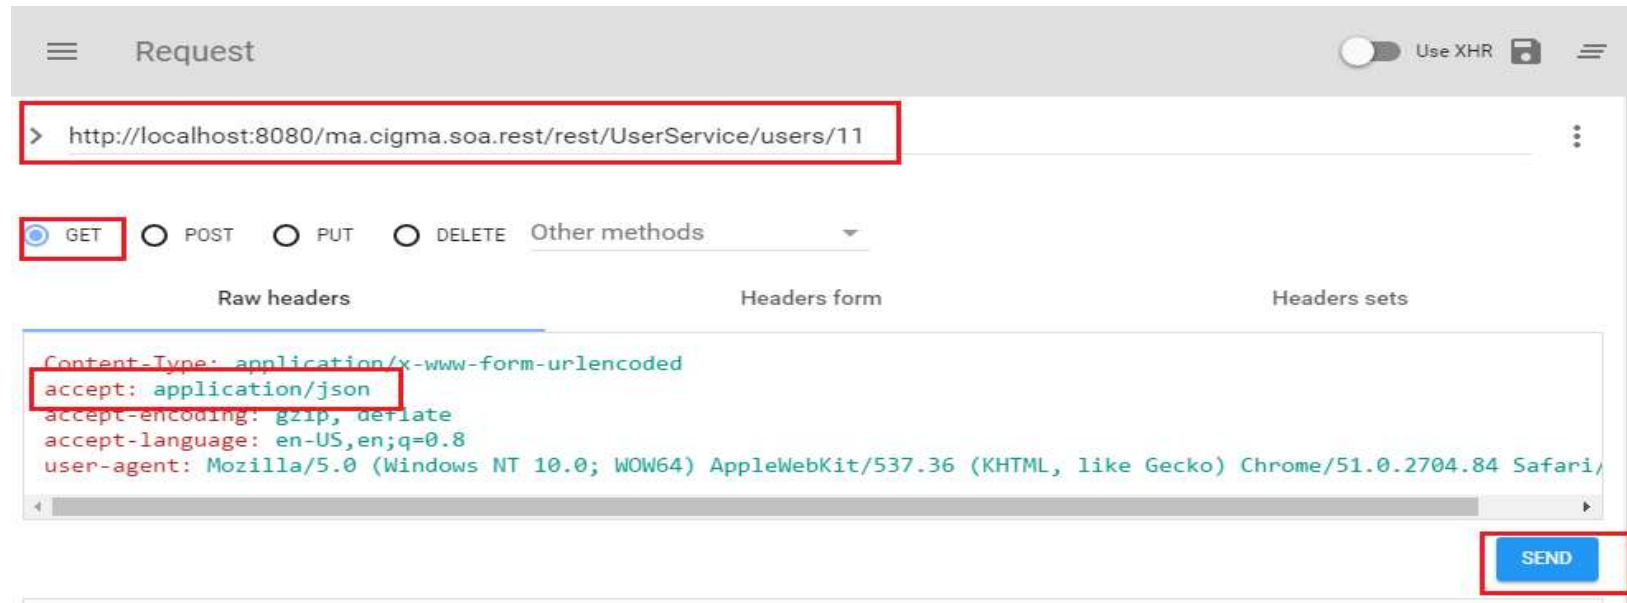 Request
Use XHR
http://localhost:8080/ma.cigma.soa.rest/rest/UserService/users/11
GET POST PUT DELETE Other methods
Raw headers Headers form Headers sets
Content-Type: application/x-www-form-urlencoded
accept: application/json
accept-encoding: gzip, deflate
accept-language: en-US,en;q=0.8
user-agent: Mozilla/5.0 (Windows NT 10.0; WOW64) AppleWebKit/537.36 (KHTML, like Gecko) Chrome/51.0.2704.84 Safari/
SEND